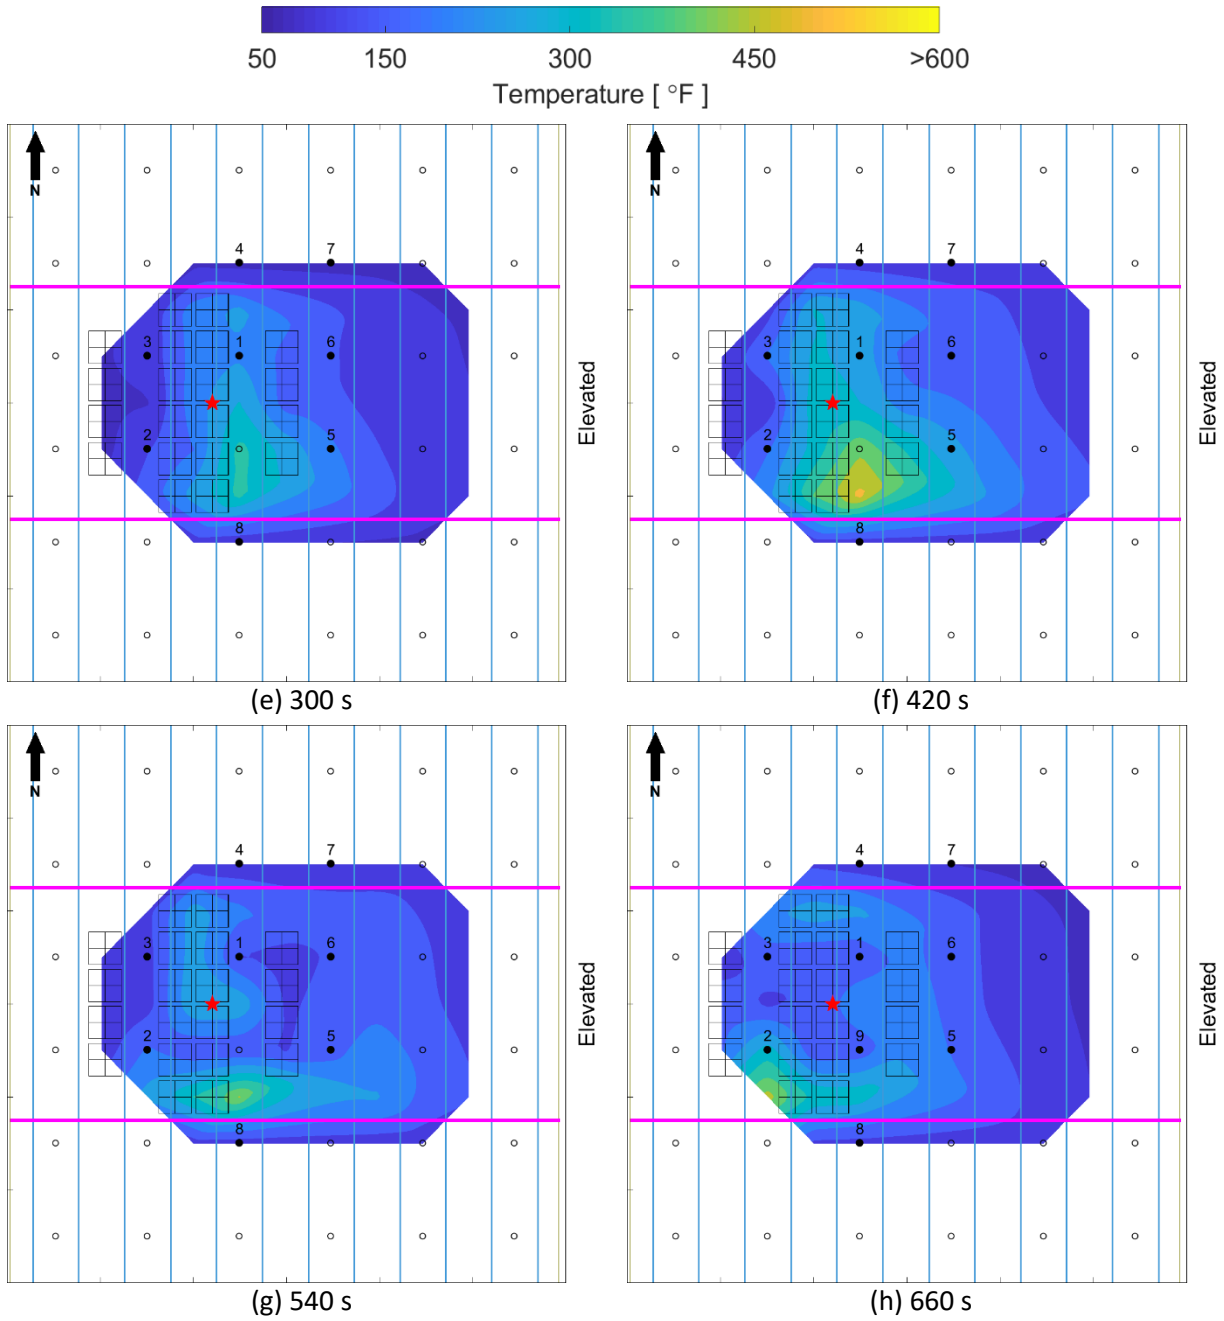 50 150 300 450 >600
Temperature [ °F ]
N
4 7
3 1 6
2 5
8
Elevated
(e) 300 s
N
4 7
3 1 6
2 5
8
Elevated
(f) 420 s
N
4 7
3 1 6
2 5
8
Elevated
(g) 540 s
N
4 7
3 1 6
2 9 5
8
Elevated
(h) 660 s